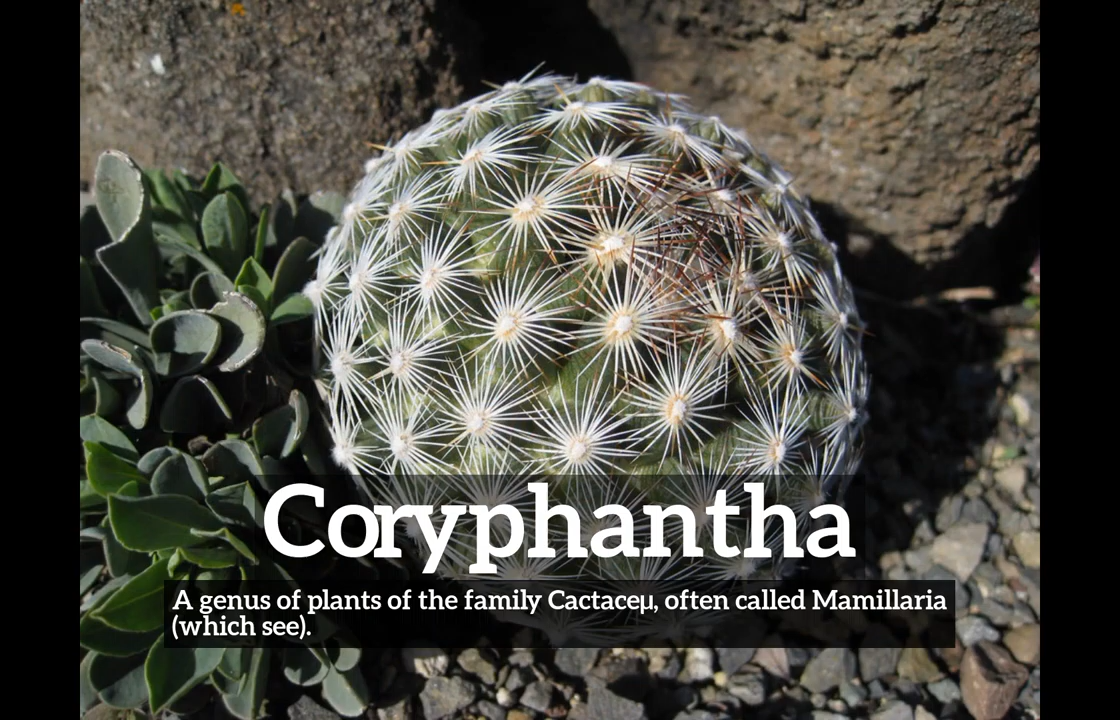 Coryphantha
A genus of plants of the family Cactaceμ, often called Mamillaria
(which see).